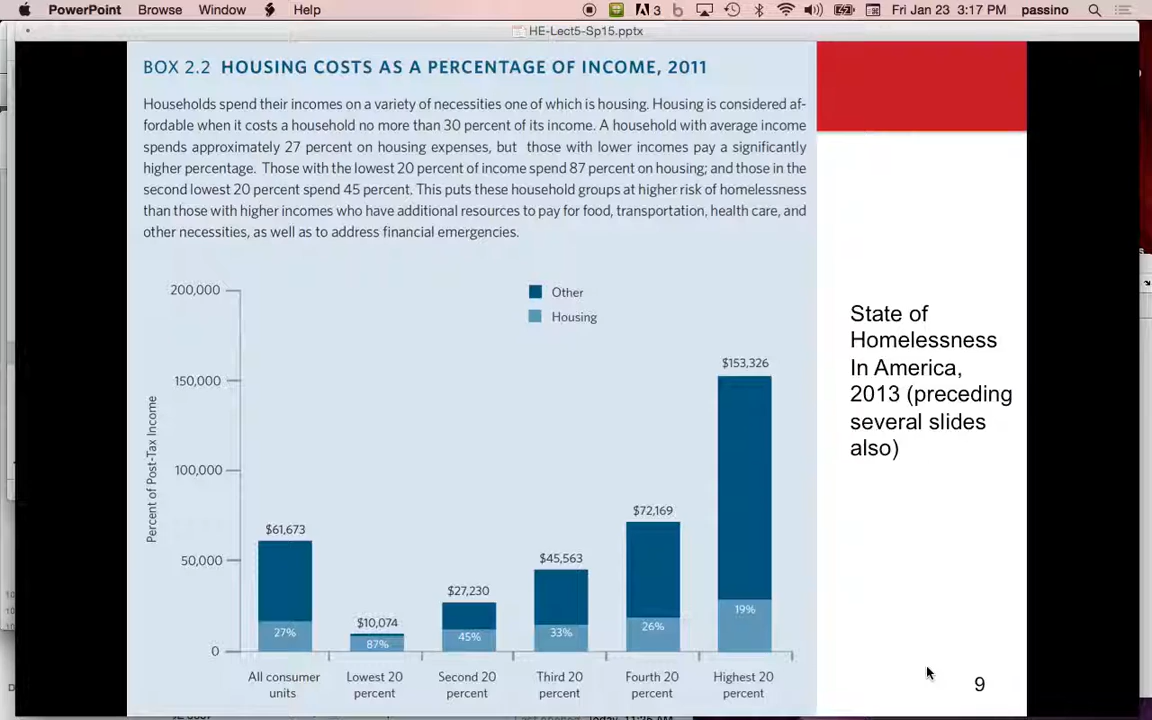 PowerPoint Browse Window Help 3 Fri Jan 23 3:17 PM passino
HE-Lect5-Sp15.pptx
BOX 2.2 HOUSING COSTS AS A PERCENTAGE OF INCOME, 2011
Households spend their incomes on a variety of necessities one of which is housing. Housing is considered af-
fordable when it costs a household no more than 30 percent of its income. A household with average income
spends approximately 27 percent on housing expenses, but those with lower incomes pay a significantly
higher percentage. Those with the lowest 20 percent of income spend 87 percent on housing; and those in the
second lowest 20 percent spend 45 percent. This puts these household groups at higher risk of homelessness
than those with higher incomes who have additional resources to pay for food, transportation, health care, and
other necessities, as well as to address financial emergencies.
Other
Housing
Percent of Post-Tax Income
200,000
150,000
100,000
50,000
0
$61,673
27%
$10,074
87%
$27,230
45%
$45,563
33%
$72,169
26%
$153,326
19%
All consumer
units
Lowest 20
percent
Second 20
percent
Third 20
percent
Fourth 20
percent
Highest 20
percent
State of
Homelessness
In America,
2013 (preceding
several slides
also)
9